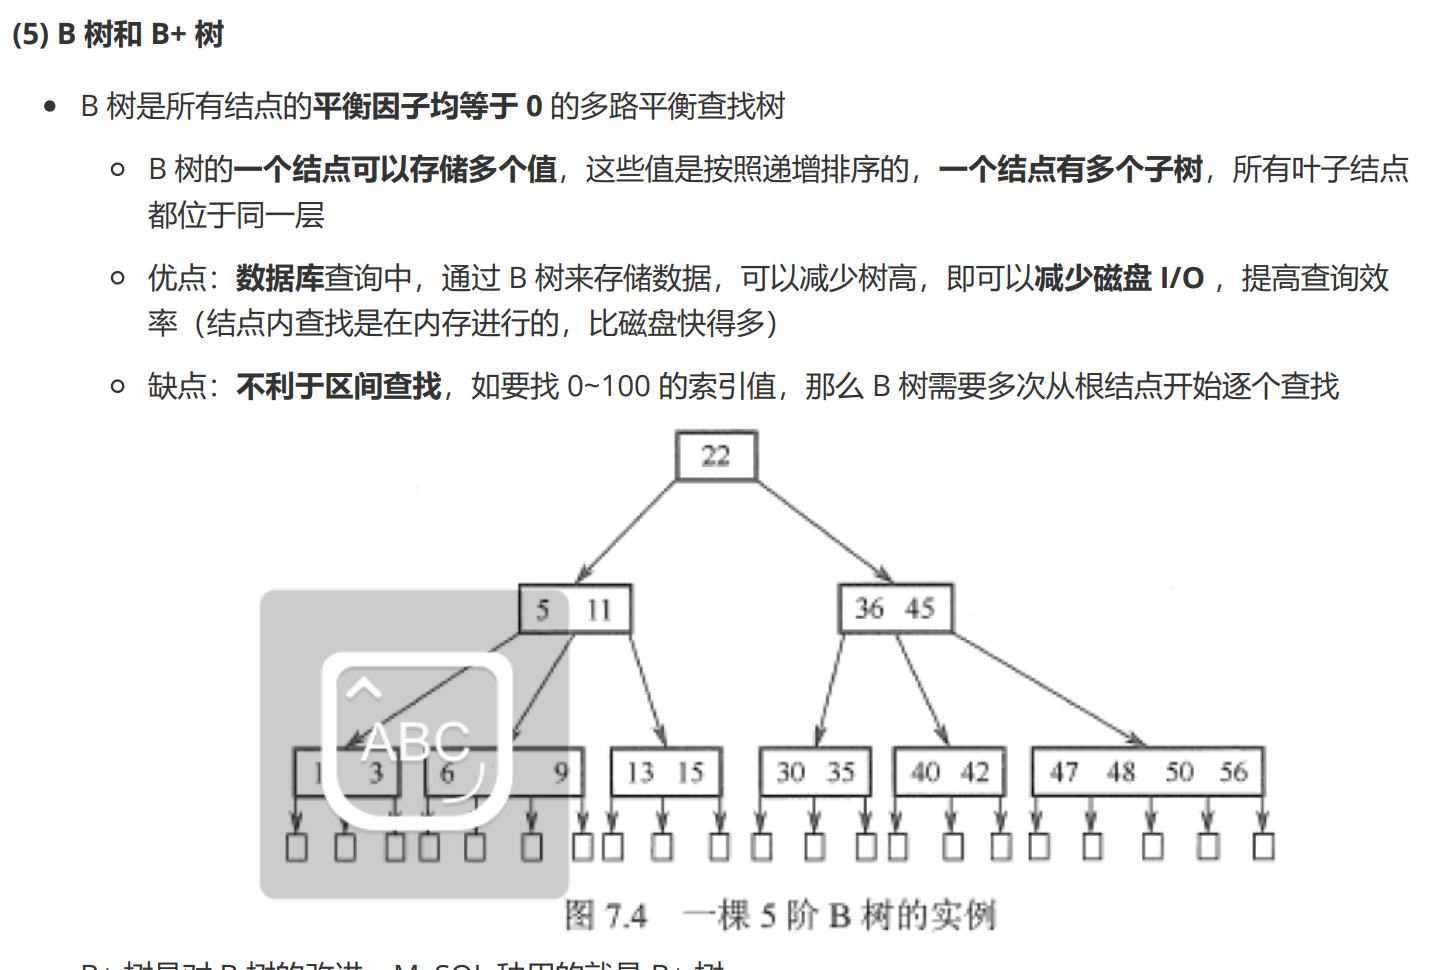 (5) B 树和 B+ 树
B 树是所有结点的平衡因子均等于 0 的多路平衡查找树
B 树的一个结点可以存储多个值，这些值是按照递增排序的，一个结点有多个子树，所有叶子结点
都位于同一层
优点：数据库查询中，通过 B 树来存储数据，可以减少树高，即可以减少磁盘 I/O ，提高查询效
率（结点内查找是在内存进行的，比磁盘快得多）
缺点：不利于区间查找，如要找 0~100 的索引值，那么 B 树需要多次从根结点开始逐个查找
22
5 11
36 45
ABC
1 3
6 9
13 15
30 35
40 42
47 48 50 56
图 7.4 一棵 5 阶 B 树的实例